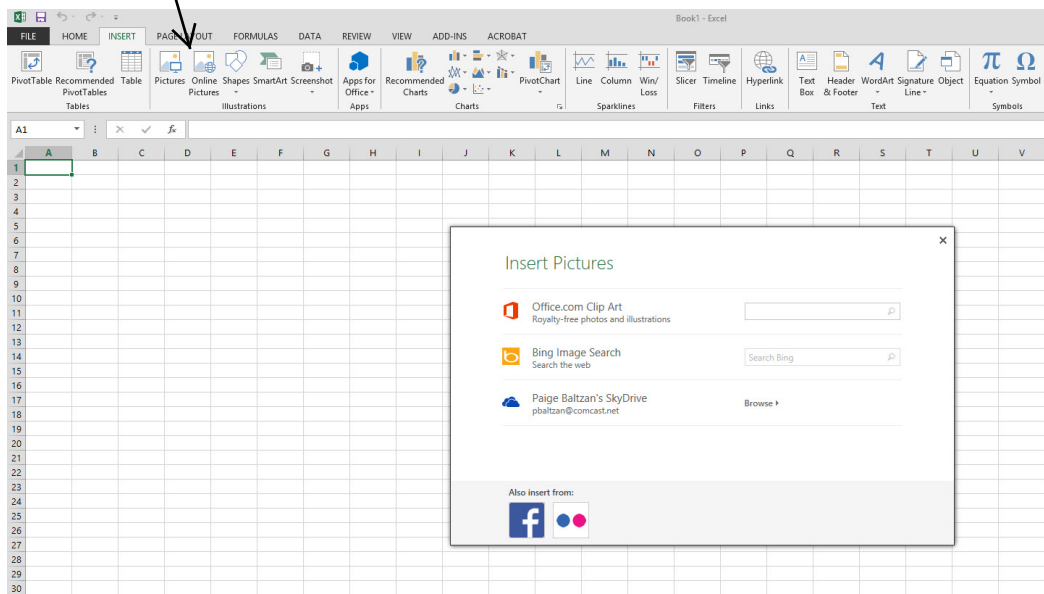 Book1 - Excel
FILE HOME INSERT PAGE LAYOUT FORMULAS DATA REVIEW VIEW ADD-INS ACROBAT
PivotTable Recommended Table Pictures Online Shapes SmartArt Screenshot Apps for Recommended PivotChart Line Column Win/ Slicer Timeline Hyperlink Text Header WordArt Signature Object Equation Symbol
PivotTables Pictures Office Charts Loss Box & Footer Line
Tables Illustrations Apps Charts Sparklines Filters Links Text Symbols
A1 fx
A B C D E F G H I J K L M N O P Q R S T U V
1
2
3
4
5
6
7
8
9
10
11
12
13
14
15
16
17
18
19
20
21
22
23
24
25
26
27
28
29
30
Insert Pictures
Office.com Clip Art
Royalty-free photos and illustrations
Bing Image Search
Search the web
Search Bing
Paige Baltzan's SkyDrive
pbaltzan@comcast.net
Browse
Also insert from: